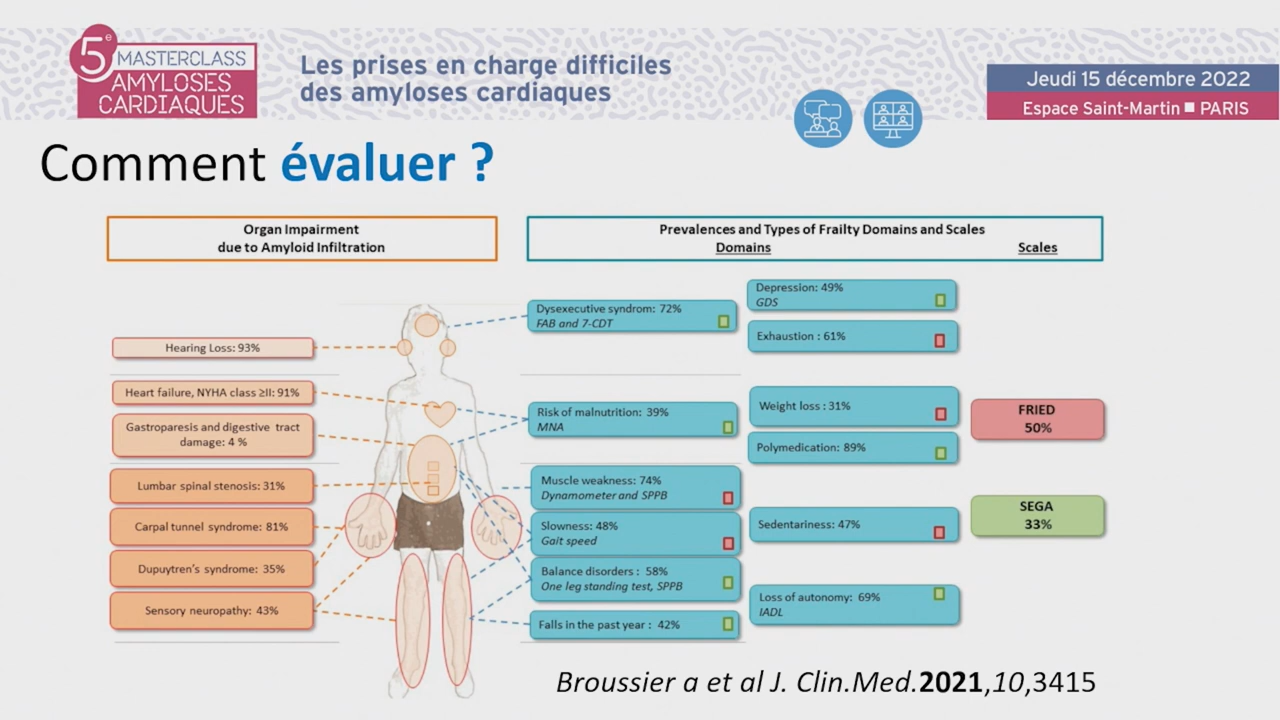 5e MASTERCLASS
AMYLOSES
CARDIAQUES
Les prises en charge difficiles
des amyloses cardiaques
Jeudi 15 décembre 2022
Espace Saint-Martin ■ PARIS
Comment évaluer ?
Organ Impairment
due to Amyloid Infiltration
Prevalences and Types of Frailty Domains and Scales
Domains
Scales
Hearing Loss: 93%
Heart failure, NYHA class ≥II: 91%
Gastroparesis and digestive tract
damage: 4 %
Lumbar spinal stenosis: 31%
Carpal tunnel syndrome: 81%
Dupuytren's syndrome: 35%
Sensory neuropathy: 43%
Dysexecutive syndrom: 72%
FAB and 7-CDT
Risk of malnutrition: 39%
MNA
Muscle weakness: 74%
Dynamometer and SPPB
Slowness: 48%
Gait speed
Balance disorders : 58%
One leg standing test, SPPB
Falls in the past year : 42%
Depression: 49%
GDS
Exhaustion : 61%
Weight loss : 31%
Polymedication: 89%
Sedentariness: 47%
Loss of autonomy: 69%
IADL
FRIED
50%
SEGA
33%
Broussier a et al J. Clin.Med.2021,10,3415